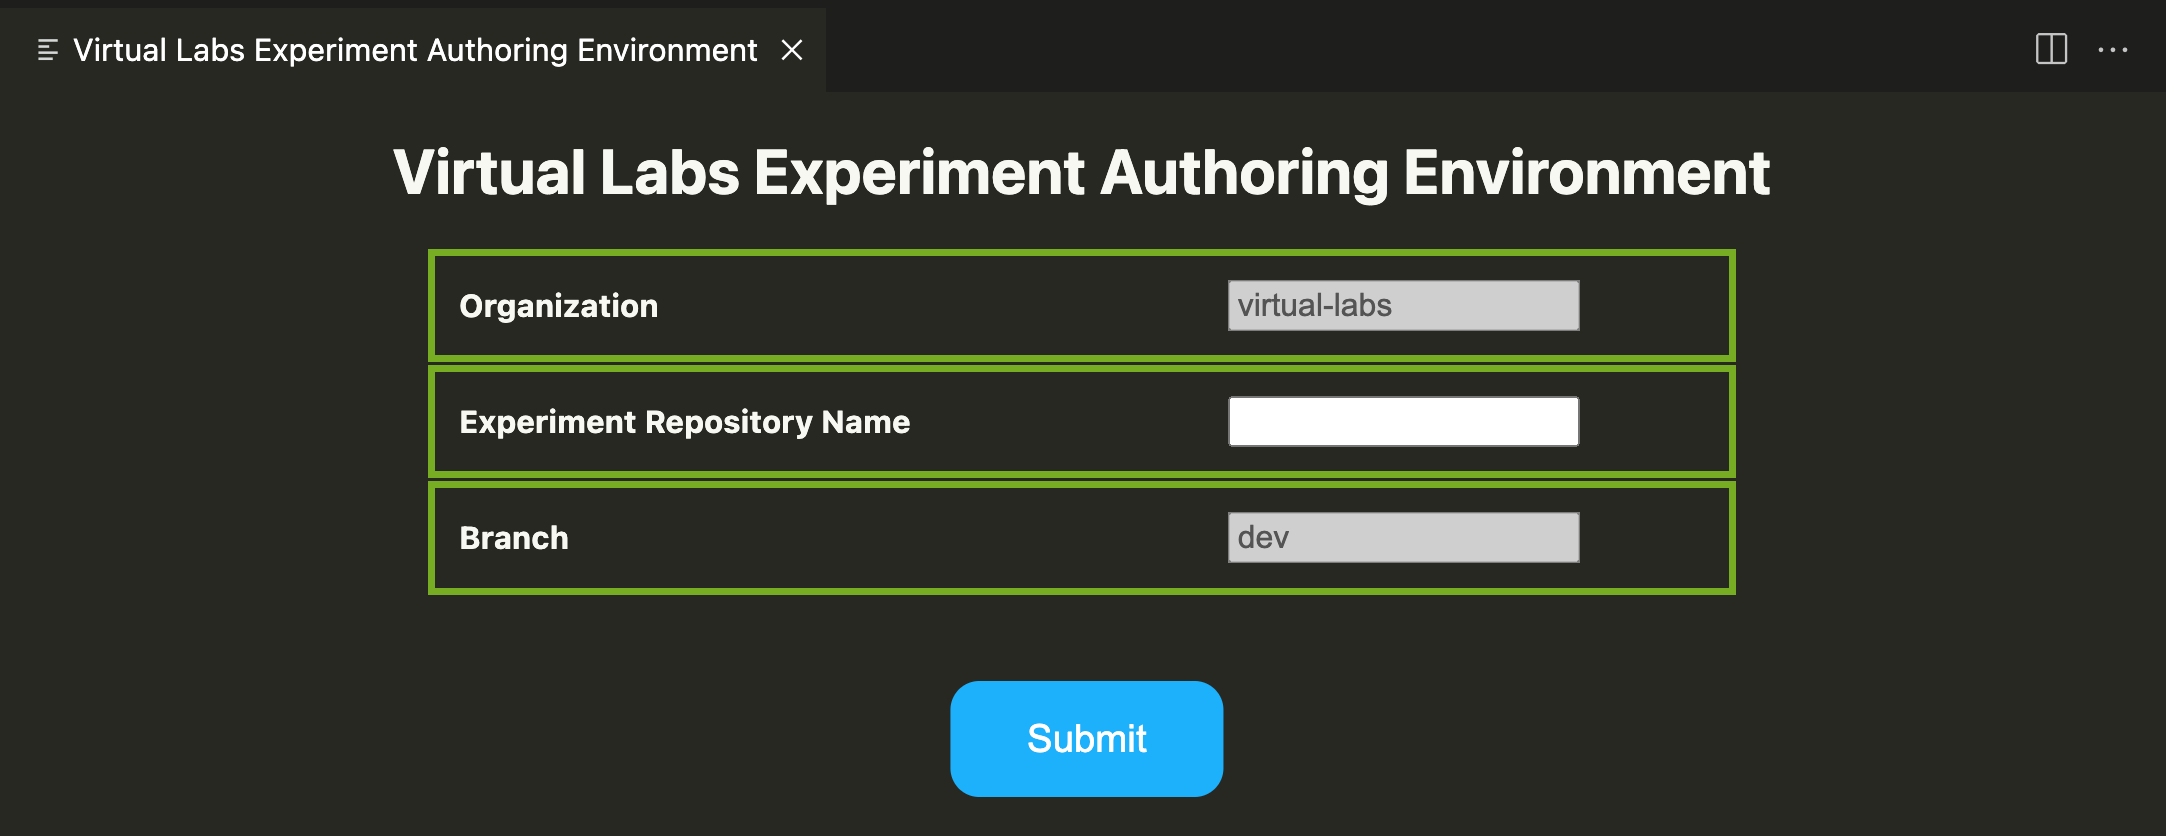 Virtual Labs Experiment Authoring Environment
Virtual Labs Experiment Authoring Environment
Organization
virtual-labs
Experiment Repository Name
Branch
dev
Submit